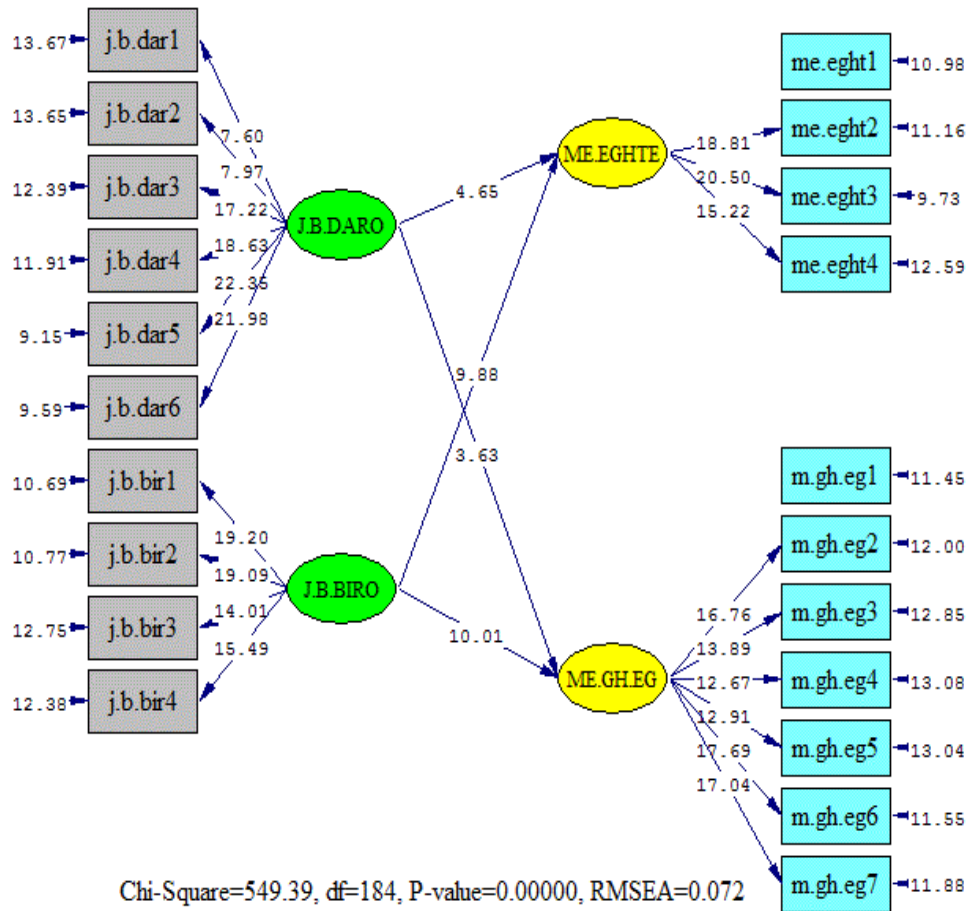 13.67 j.b.dar1
13.65 j.b.dar2
12.39 j.b.dar3
11.91 j.b.dar4
9.15 j.b.dar5
9.59 j.b.dar6
10.69 j.b.bir1
10.77 j.b.bir2
12.75 j.b.bir3
12.38 j.b.bir4
7.60
7.97
17.22
18.63
22.35
21.98
J.B.DARO
19.20
19.09
14.01
15.49
J.B.BIRO
4.65
9.88
3.63
10.01
ME.EGHTE
18.81
20.50
15.22
ME.GH.EG
16.76
13.89
12.67
12.91
17.69
17.04
me.eght1 10.98
me.eght2 11.16
me.eght3 9.73
me.eght4 12.59
m.gh.eg1 11.45
m.gh.eg2 12.00
m.gh.eg3 12.85
m.gh.eg4 13.08
m.gh.eg5 13.04
m.gh.eg6 11.55
m.gh.eg7 11.88
Chi-Square=549.39, df=184, P-value=0.00000, RMSEA=0.072